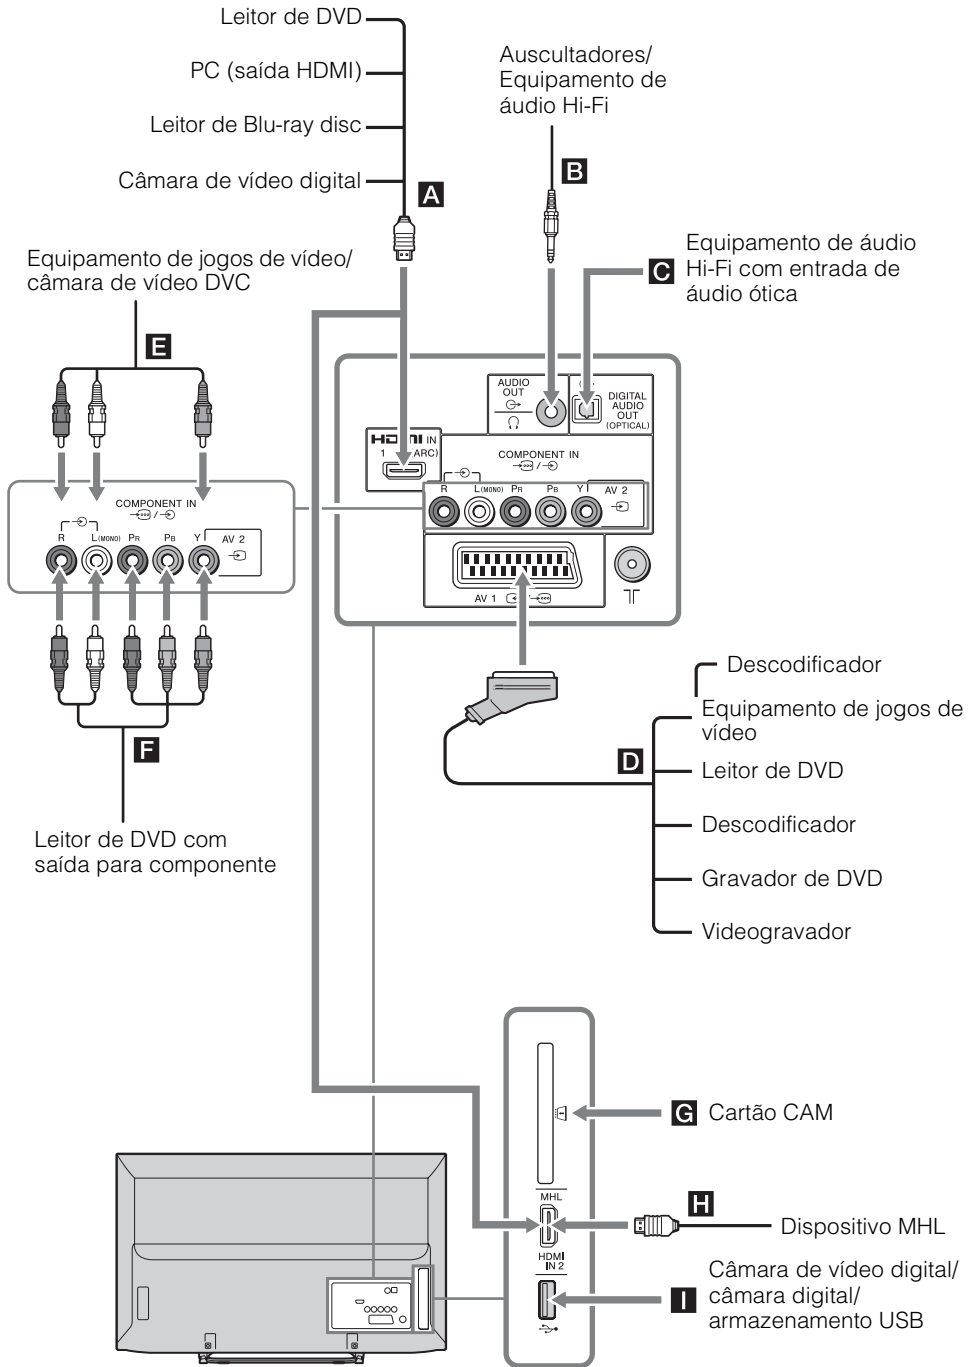 Leitor de DVD
PC (saída HDMI)
Leitor de Blu-ray disc
Câmara de vídeo digital
A
Auscultadores/
Equipamento de
áudio Hi-Fi
B
Equipamento de áudio
Hi-Fi com entrada de
áudio ótica
C
Equipamento de jogos de vídeo/
câmara de vídeo DVC
E
AUDIO
OUT
DIGITAL
AUDIO
OUT
(OPTICAL)
HDMI IN
1 ARC)
COMPONENT IN
R L(MONO) PR PB Y AV 2
AV 1
COMPONENT IN
R L(MONO) PR PB Y AV 2
F
Leitor de DVD com
saída para componente
D
Descodificador
Equipamento de jogos de
vídeo
Leitor de DVD
Descodificador
Gravador de DVD
Videogravador
G Cartão CAM
MHL
H
Dispositivo MHL
HDMI
IN 2
I
Câmara de vídeo digital/
câmara digital/
armazenamento USB